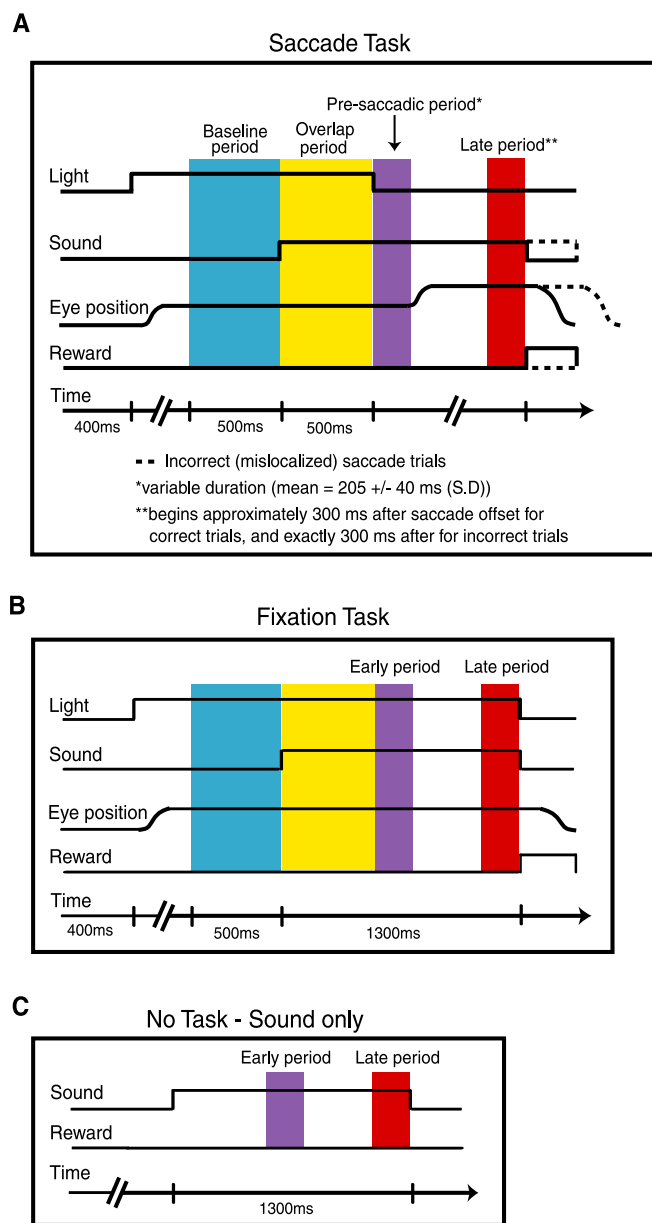 A
Saccade Task
Pre-saccadic period*
Baseline period
Overlap period
Late period**
Light
Sound
Eye position
Reward
Time
400ms
500ms
500ms
Incorrect (mislocalized) saccade trials
*variable duration (mean = 205 +/- 40 ms (S.D))
**begins approximately 300 ms after saccade offset for
correct trials, and exactly 300 ms after for incorrect trials
B
Fixation Task
Early period
Late period
Light
Sound
Eye position
Reward
Time
400ms
500ms
1300ms
C
No Task - Sound only
Early period
Late period
Sound
Reward
Time
1300ms